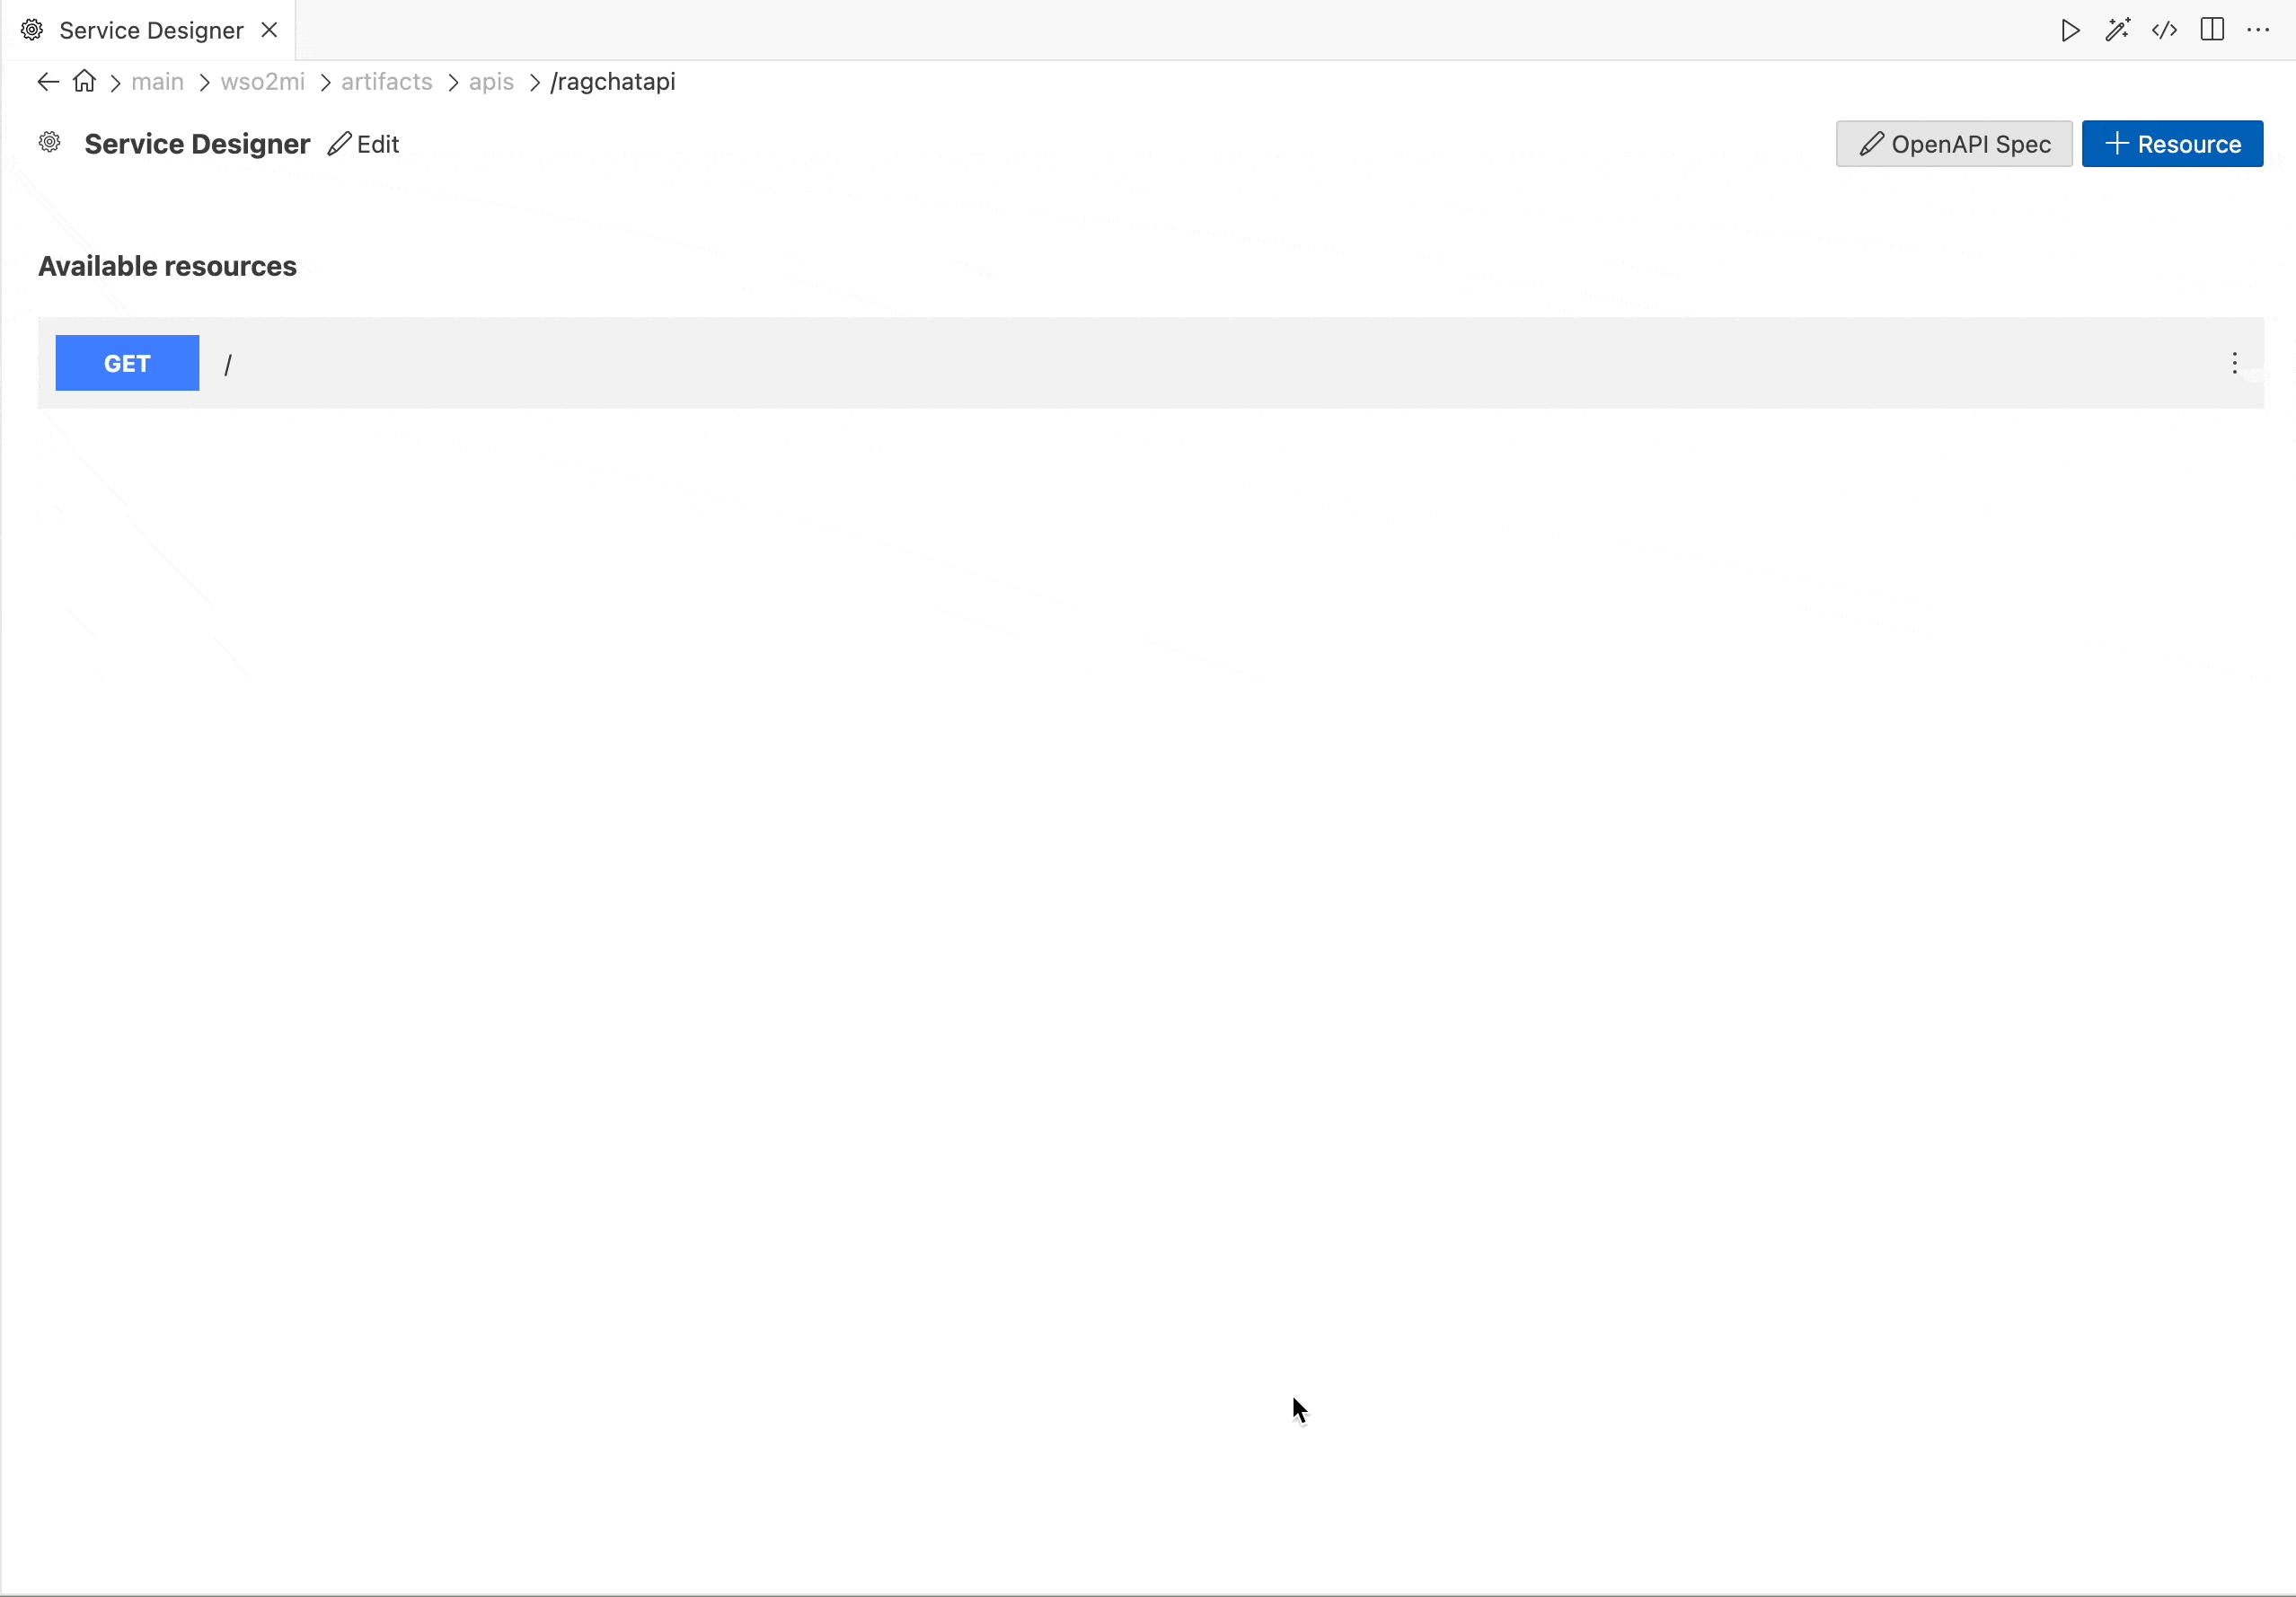 Service Designer
main > wso2mi > artifacts > apis > /ragchatapi
Service Designer Edit OpenAPI Spec + Resource
Available resources
GET /